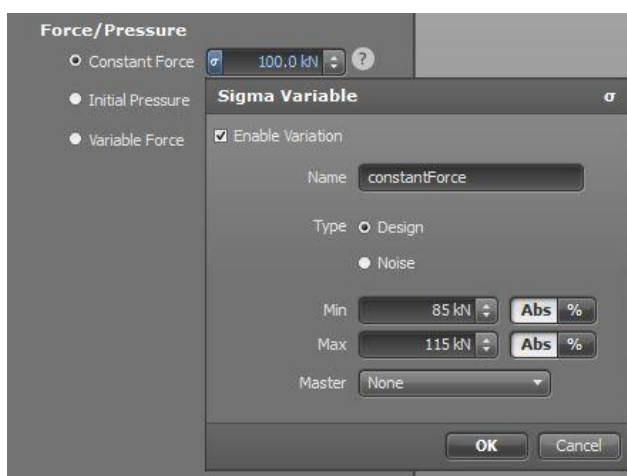 Force/Pressure
Constant Force σ 100.0 kN ?
Initial Pressure
Sigma Variable σ
Variable Force
Enable Variation
Name constantForce
Type Design
Noise
Min 85 kN Abs %
Max 115 kN Abs %
Master None
OK Cancel